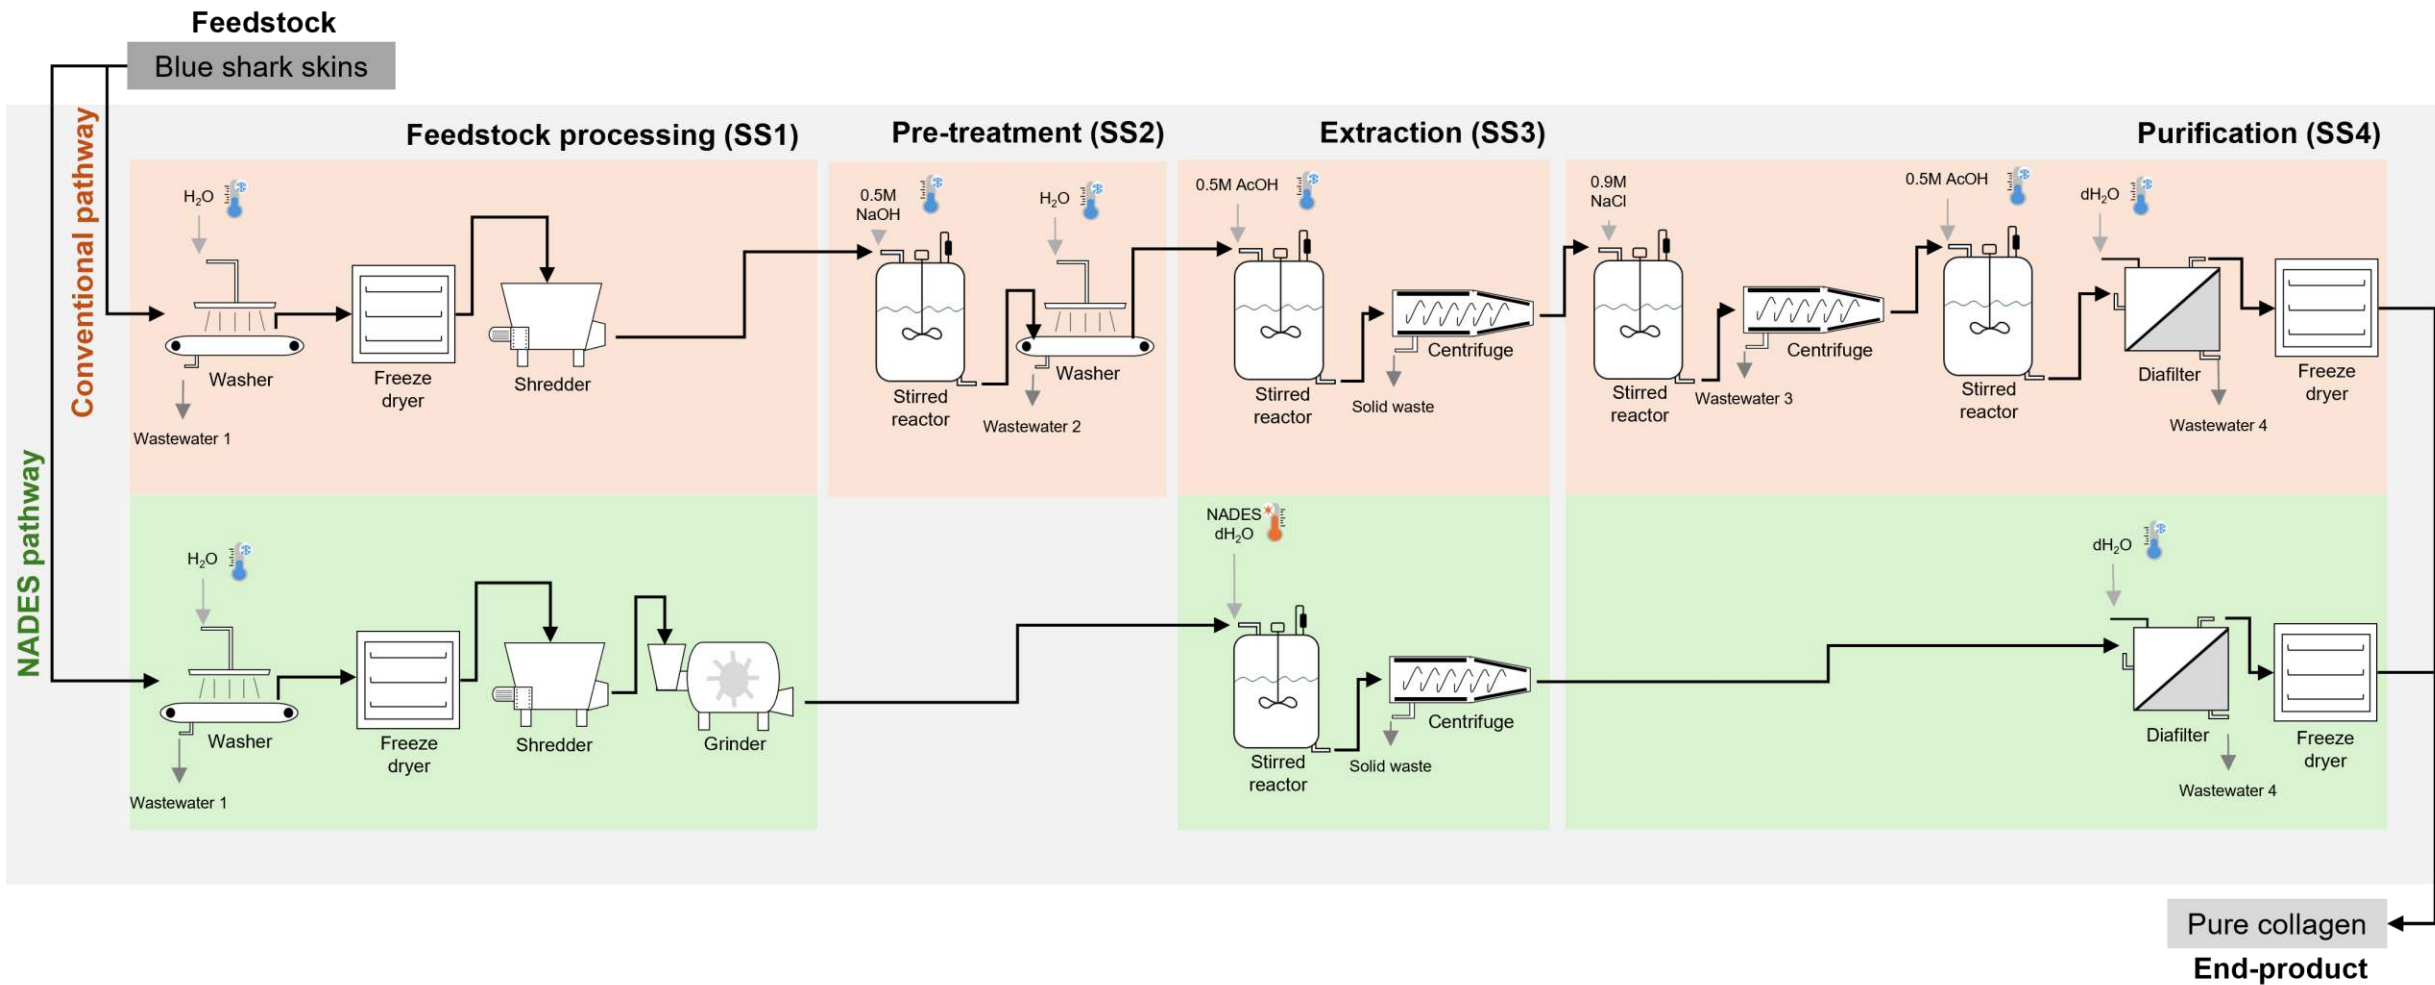 Feedstock
Blue shark skins
Conventional pathway
NADES pathway
Feedstock processing (SS1)
Pre-treatment (SS2)
Extraction (SS3)
Purification (SS4)
H₂O
Washer
Wastewater 1
Freeze
dryer
Shredder
0.5M
NaOH
Stirred
reactor
H₂O
Washer
Wastewater 2
0.5M AcOH
Stirred
reactor
Centrifuge
Solid waste
0.9M
NaCl
Stirred
reactor
Centrifuge
Wastewater 3
0.5M AcOH
Stirred
reactor
dH₂O
Diafilter
Wastewater 4
Freeze
dryer
H₂O
Washer
Wastewater 1
Freeze
dryer
Shredder
Grinder
NADES
dH₂O
Stirred
reactor
Centrifuge
Solid waste
dH₂O
Diafilter
Wastewater 4
Freeze
dryer
Pure collagen
End-product